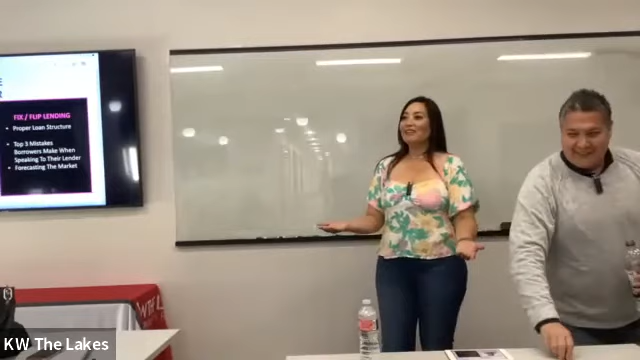 FIX / FLIP LENDING
• Proper Loan Structure
• Top 3 Mistakes
Borrowers Make When
Speaking To Their Lender
• Forecasting The Market
KW The Lakes